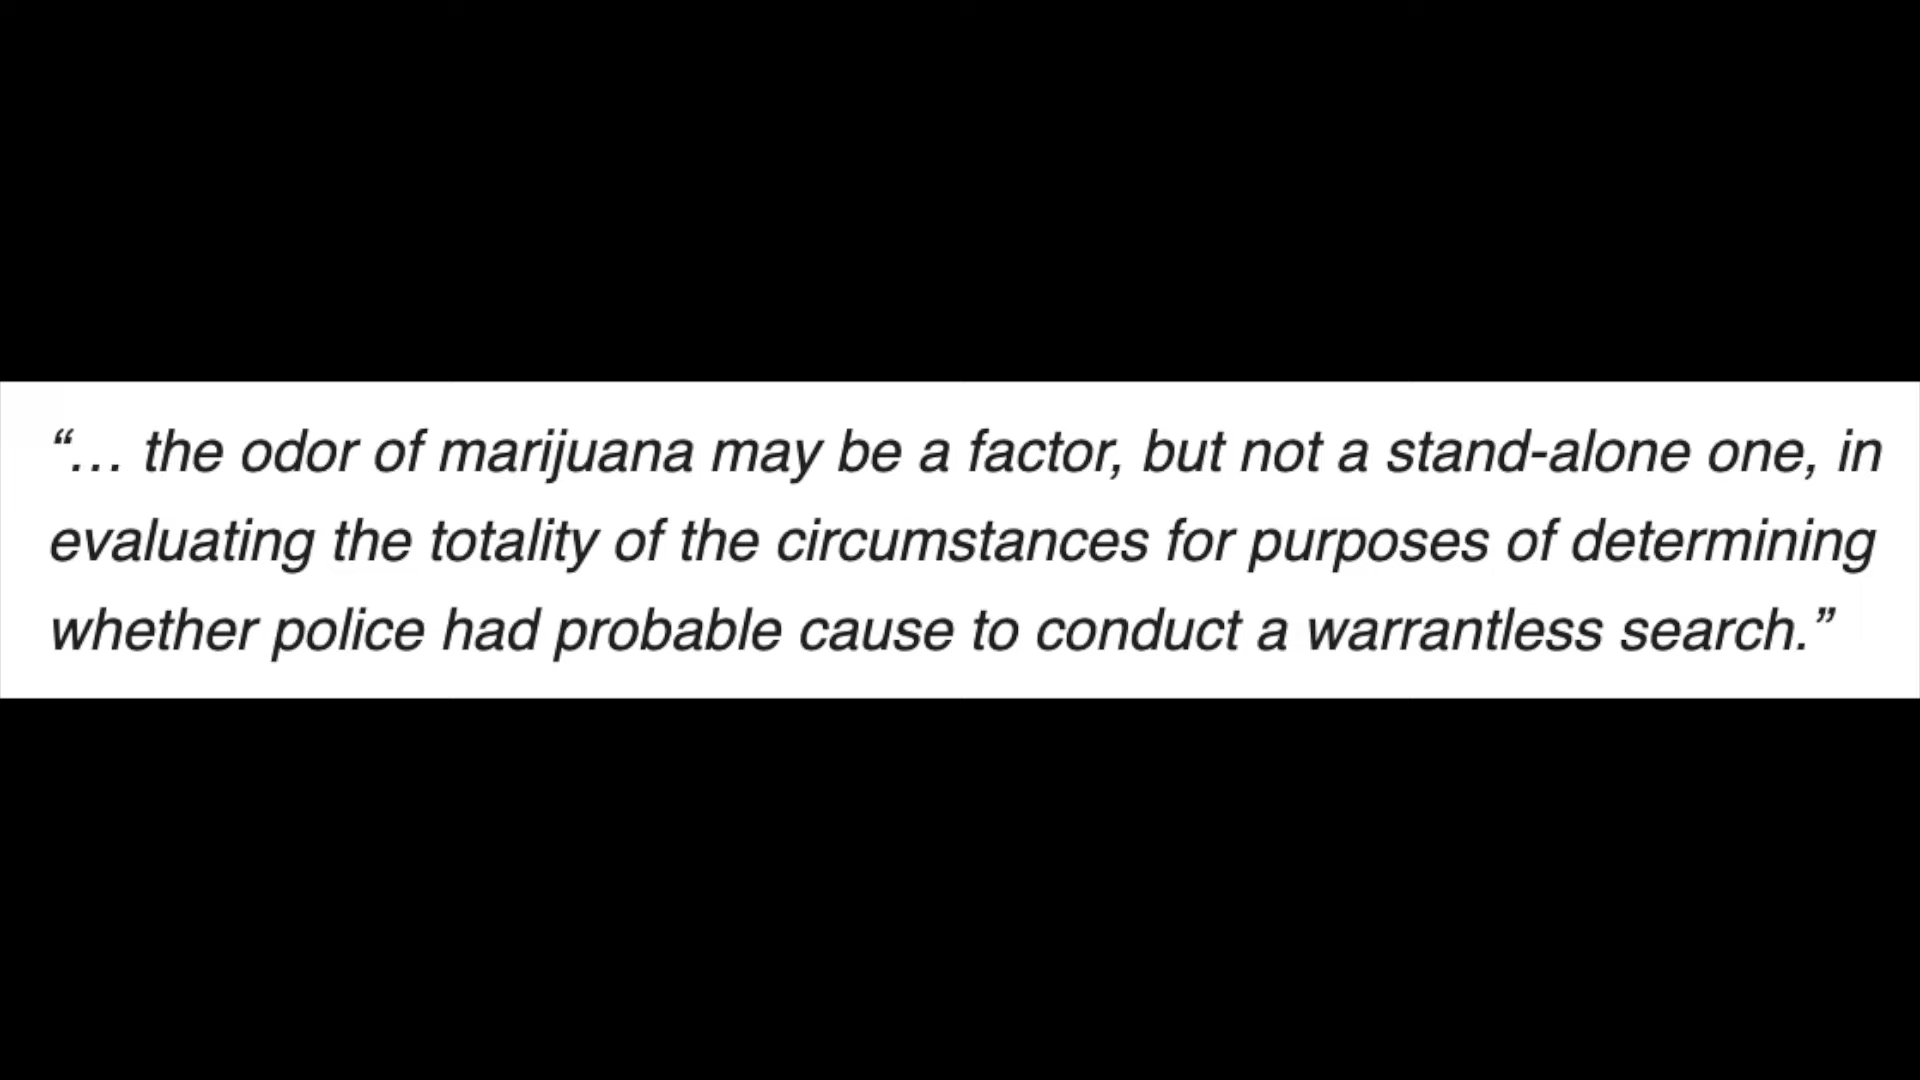 “… the odor of marijuana may be a factor, but not a stand-alone one, in
evaluating the totality of the circumstances for purposes of determining
whether police had probable cause to conduct a warrantless search.”